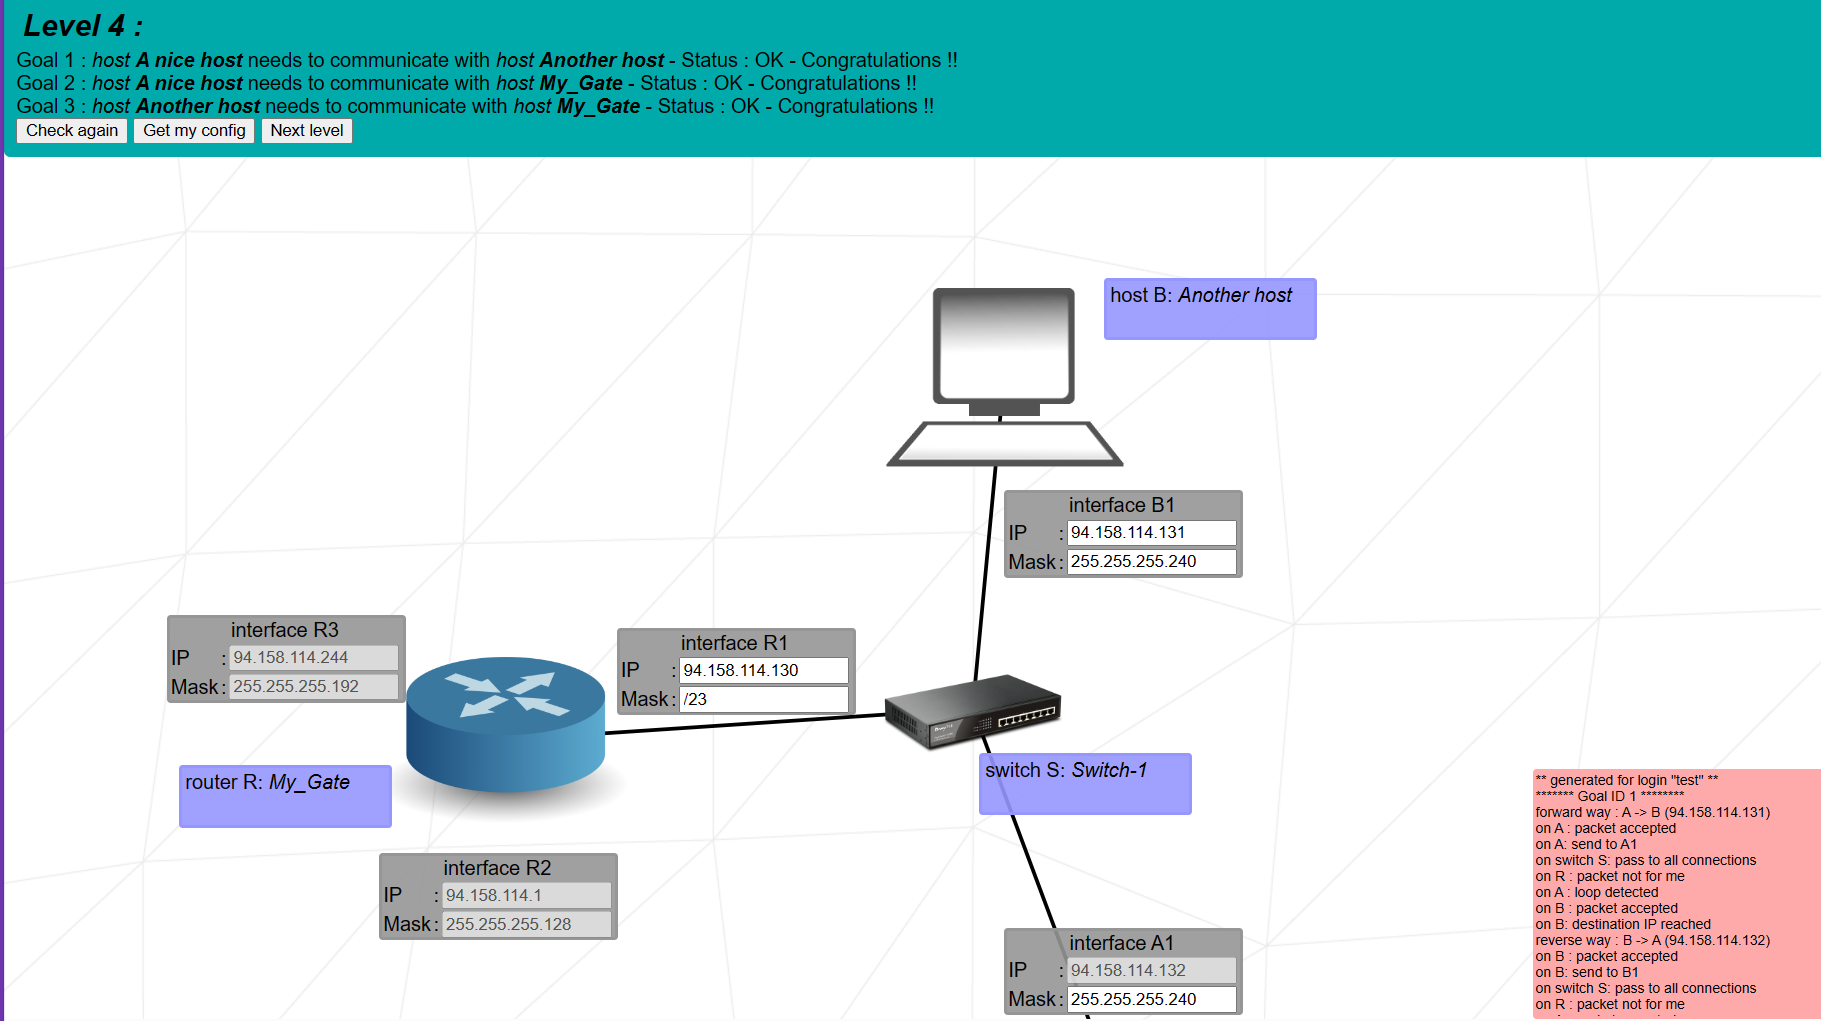 Level 4 :
Goal 1 : host A nice host needs to communicate with host Another host - Status : OK - Congratulations !!
Goal 2 : host A nice host needs to communicate with host My_Gate - Status : OK - Congratulations !!
Goal 3 : host Another host needs to communicate with host My_Gate - Status : OK - Congratulations !!
Check again Get my config Next level
host B: Another host
interface B1
IP : 94.158.114.131
Mask : 255.255.255.240
interface R3
IP : 94.158.114.244
Mask : 255.255.255.192
interface R1
IP : 94.158.114.130
Mask : /23
router R: My_Gate
switch S: Switch-1
interface R2
IP : 94.158.114.1
Mask : 255.255.255.128
interface A1
IP : 94.158.114.132
Mask : 255.255.255.240
** generated for login "test" **
******* Goal ID 1 ********
forward way : A -> B (94.158.114.131)
on A : packet accepted
on A: send to A1
on switch S: pass to all connections
on R : packet not for me
on A : loop detected
on B : packet accepted
on B: destination IP reached
reverse way : B -> A (94.158.114.132)
on B : packet accepted
on B: send to B1
on switch S: pass to all connections
on R : packet not for me